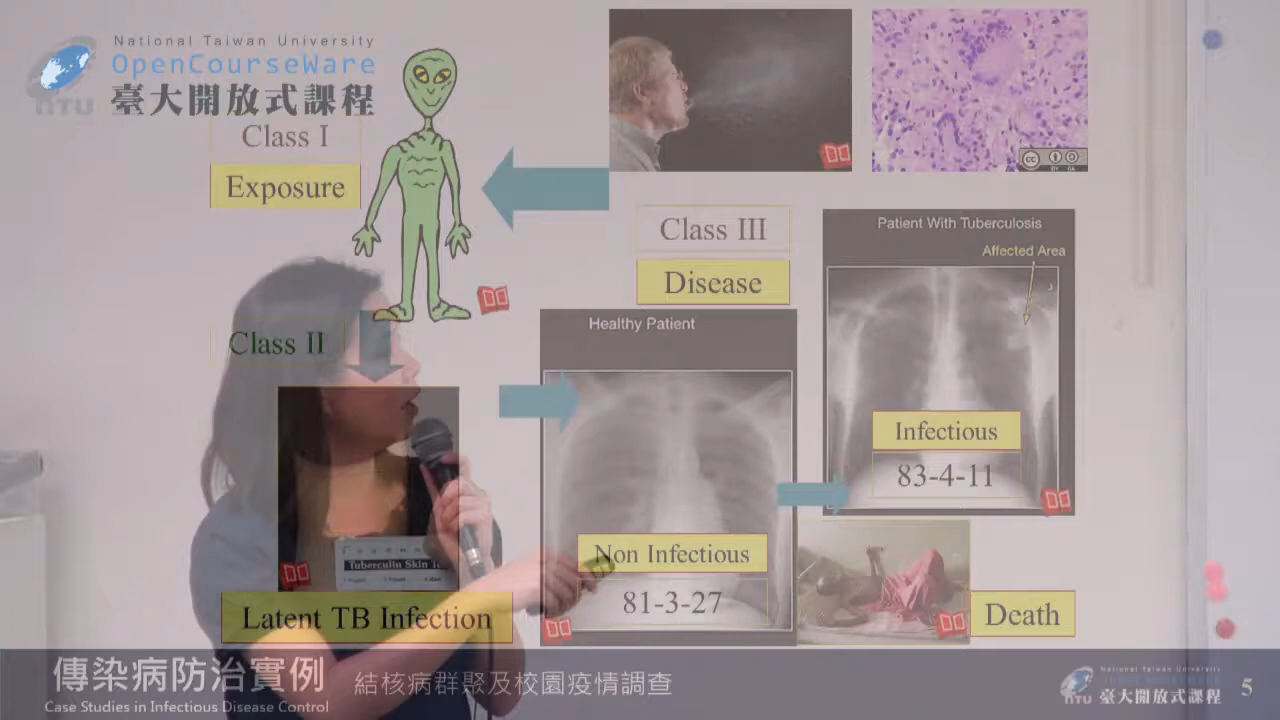 National Taiwan University
OpenCourseWare
臺大開放式課程
NTU
Class I
Exposure
Class III
Disease
Patient With Tuberculosis
Affected Area
Healthy Patient
Class II
Infectious
83-4-11
Non Infectious
81-3-27
Tuberculin Skin
Latent TB Infection
Death
傳染病防治實例
結核病群聚及校園疫情調查
Case Studies in Infectious Disease Control
National Taiwan University
OpenCourseWare
臺大開放式課程
NTU
5